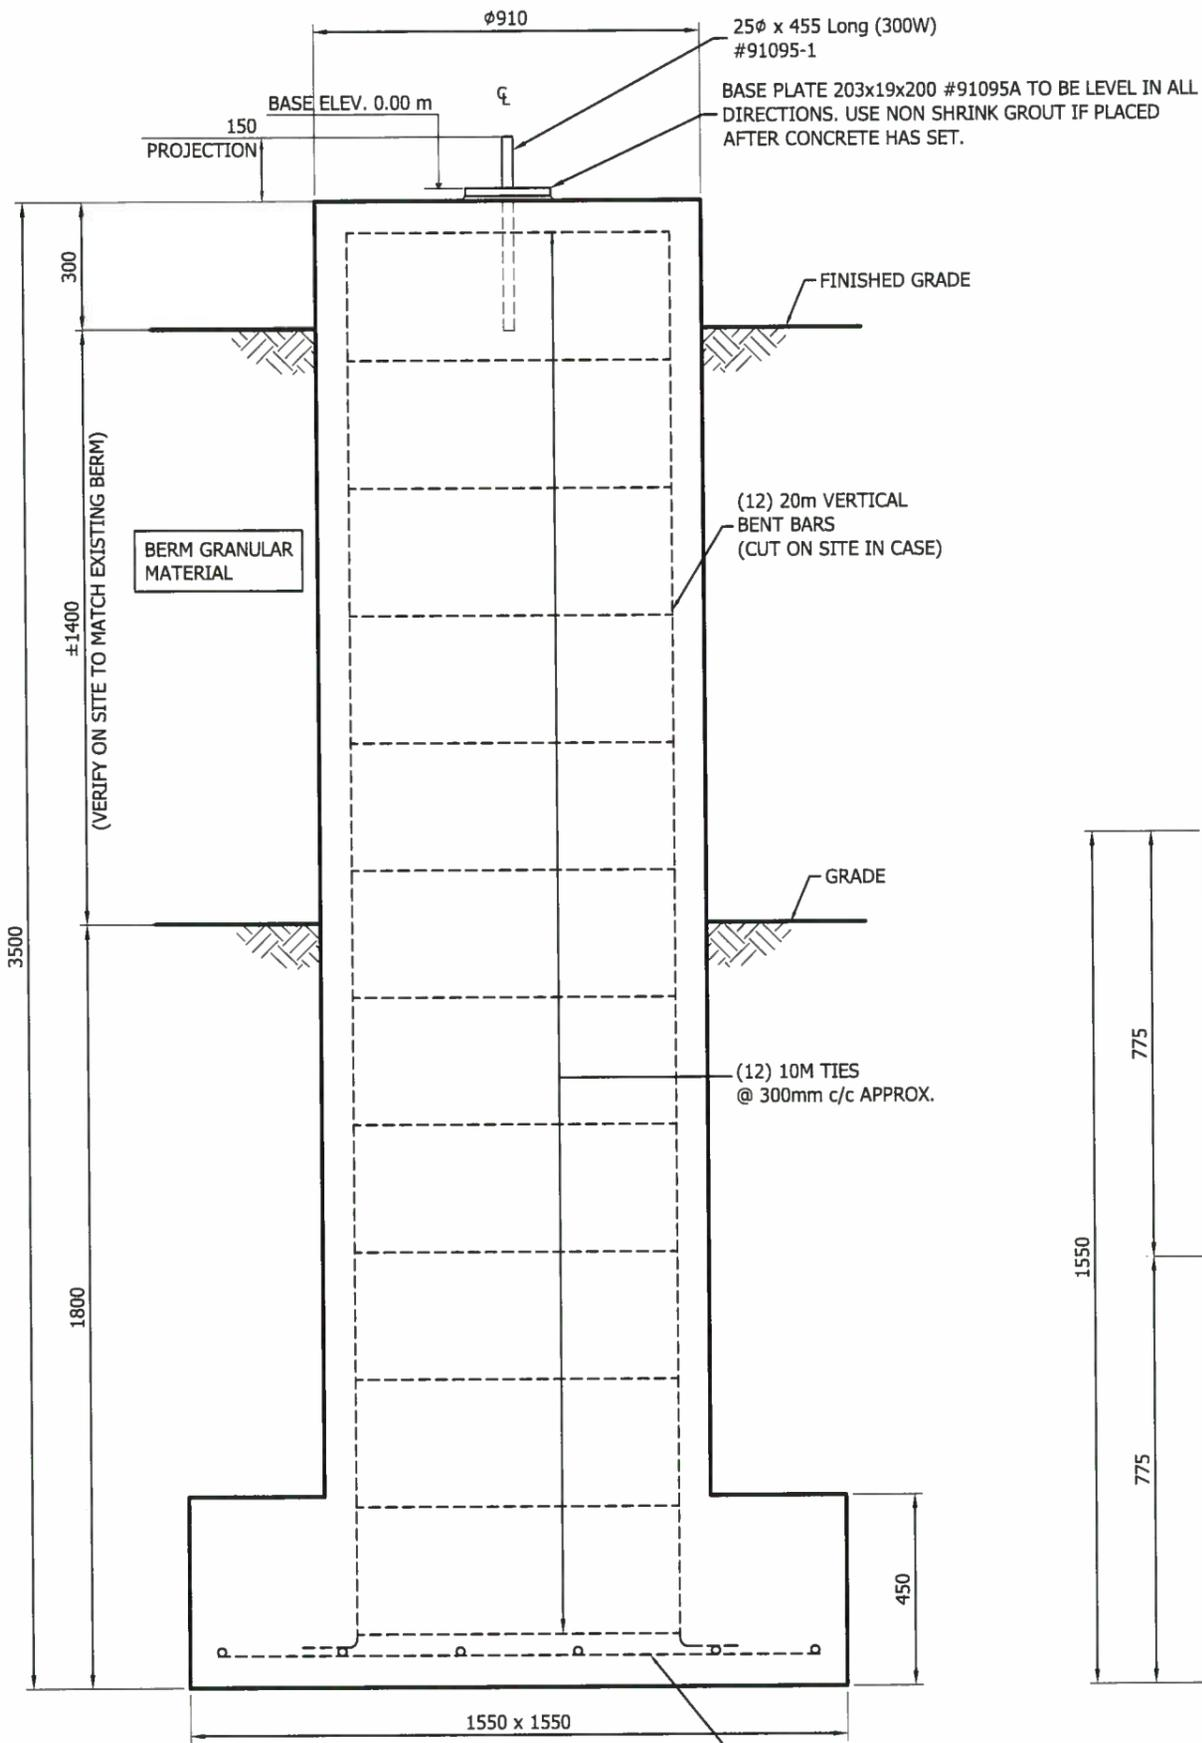 ø910
25ø x 455 Long (300W)
#91095-1
BASE PLATE 203x19x200 #91095A TO BE LEVEL IN ALL
DIRECTIONS. USE NON SHRINK GROUT IF PLACED
AFTER CONCRETE HAS SET.
BASE ELEV. 0.00 m
℄
150
PROJECTION
300
FINISHED GRADE
±1400
(VERIFY ON SITE TO MATCH EXISTING BERM)
BERM GRANULAR
MATERIAL
(12) 20m VERTICAL
BENT BARS
(CUT ON SITE IN CASE)
GRADE
3500
775
(12) 10M TIES
@ 300mm c/c APPROX.
1550
1800
775
450
1550 x 1550